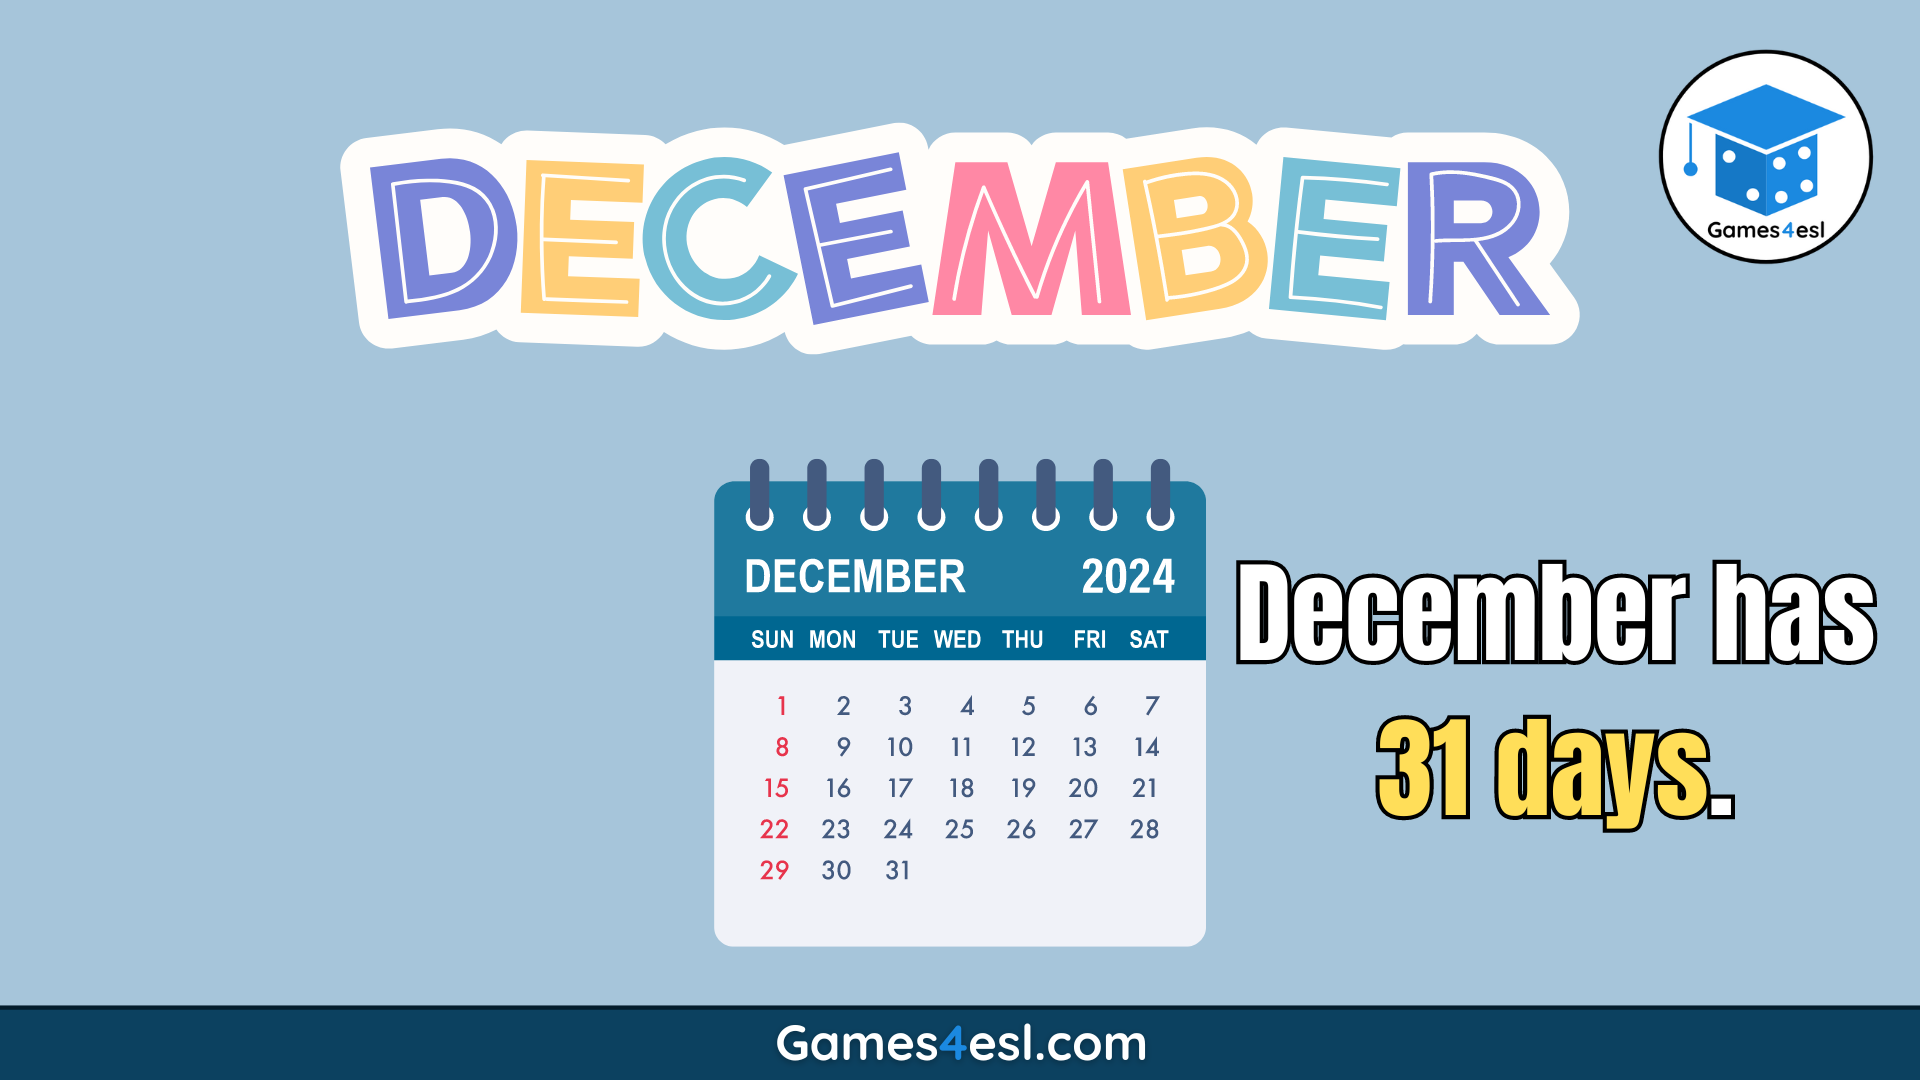 DECEMBER
Games4esl
DECEMBER 2024
SUN MON TUE WED THU FRI SAT
1 2 3 4 5 6 7
8 9 10 11 12 13 14
15 16 17 18 19 20 21
22 23 24 25 26 27 28
29 30 31
December has
31 days.
Games4esl.com